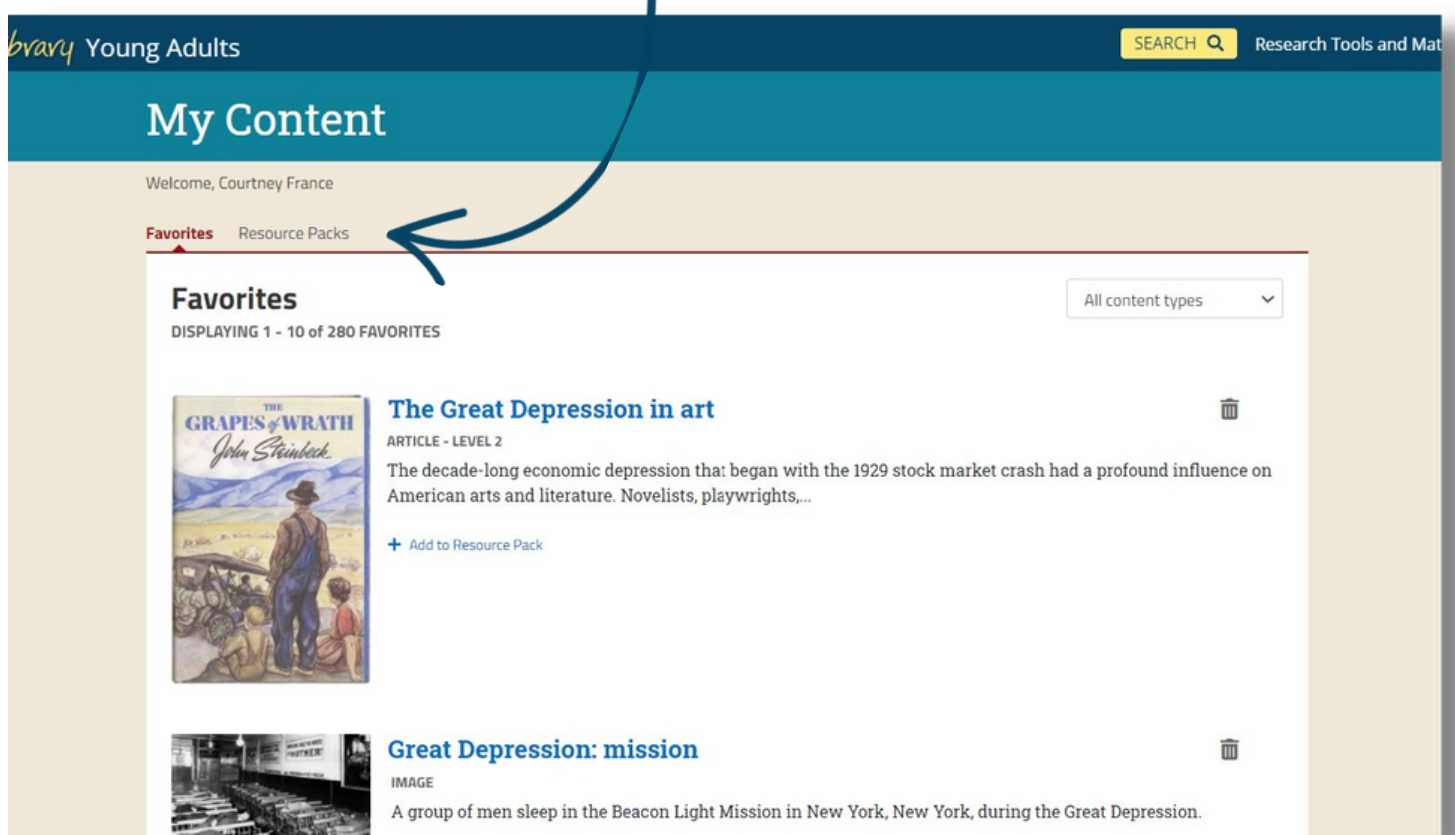 brary Young Adults
SEARCH
Research Tools and Mat
My Content
Welcome, Courtney France
Favorites Resource Packs
Favorites
All content types
DISPLAYING 1 - 10 of 280 FAVORITES
THE
GRAPES of WRATH
John Steinbeck
The Great Depression in art
ARTICLE - LEVEL 2
The decade-long economic depression that began with the 1929 stock market crash had a profound influence on
American arts and literature. Novelists, playwrights,...
+ Add to Resource Pack
Great Depression: mission
IMAGE
A group of men sleep in the Beacon Light Mission in New York, New York, during the Great Depression.